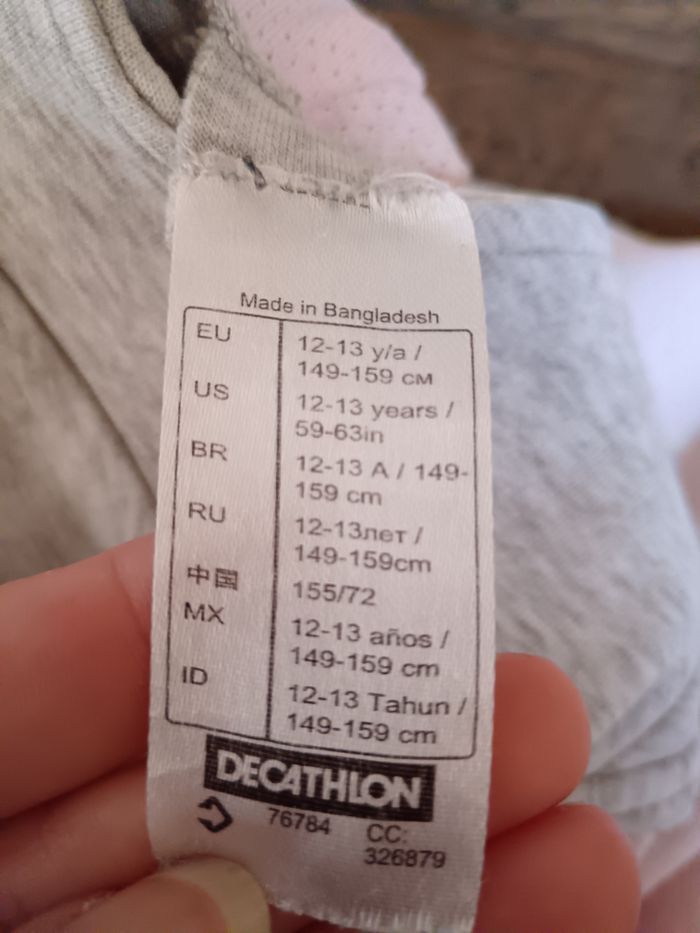 Made in Bangladesh
EU 12-13 y/a /
149-159 см
US 12-13 years /
59-63in
BR 12-13 A / 149-
159 cm
RU 12-13лет /
149-159cm
中国 155/72
MX 12-13 años /
149-159 cm
ID 12-13 Tahun /
149-159 cm
DECATHLON
76784 CC:
326879